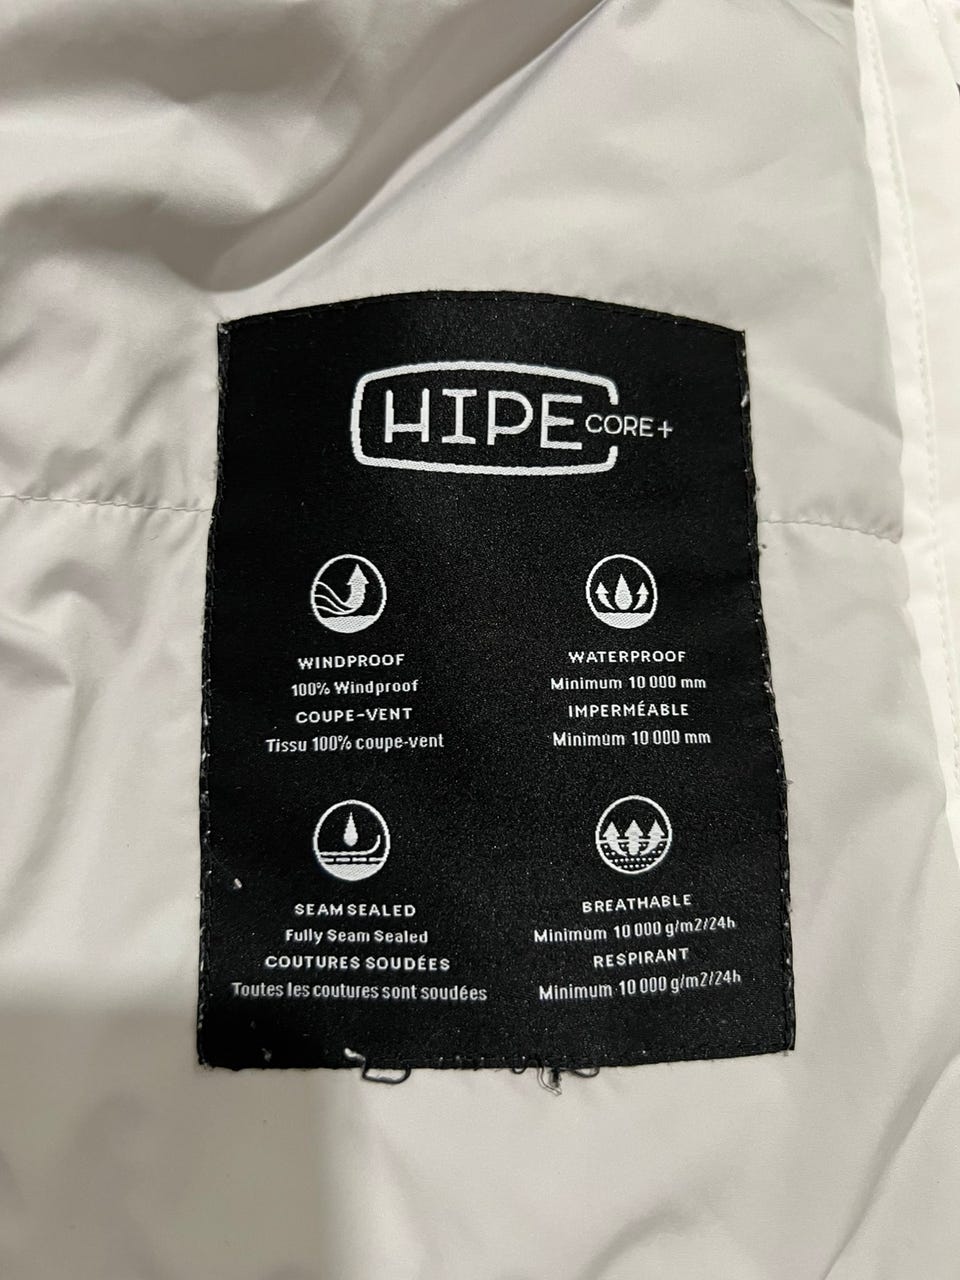 HIPE CORE+
WINDPROOF
100% Windproof
COUPE-VENT
Tissu 100% coupe-vent
WATERPROOF
Minimum 10 000 mm
IMPERMÉABLE
Minimum 10 000 mm
SEAM SEALED
Fully Seam Sealed
COUTURES SOUDÉES
Toutes les coutures sont soudées
BREATHABLE
Minimum 10 000 g/m2/24h
RESPIRANT
Minimum 10 000 g/m2/24h